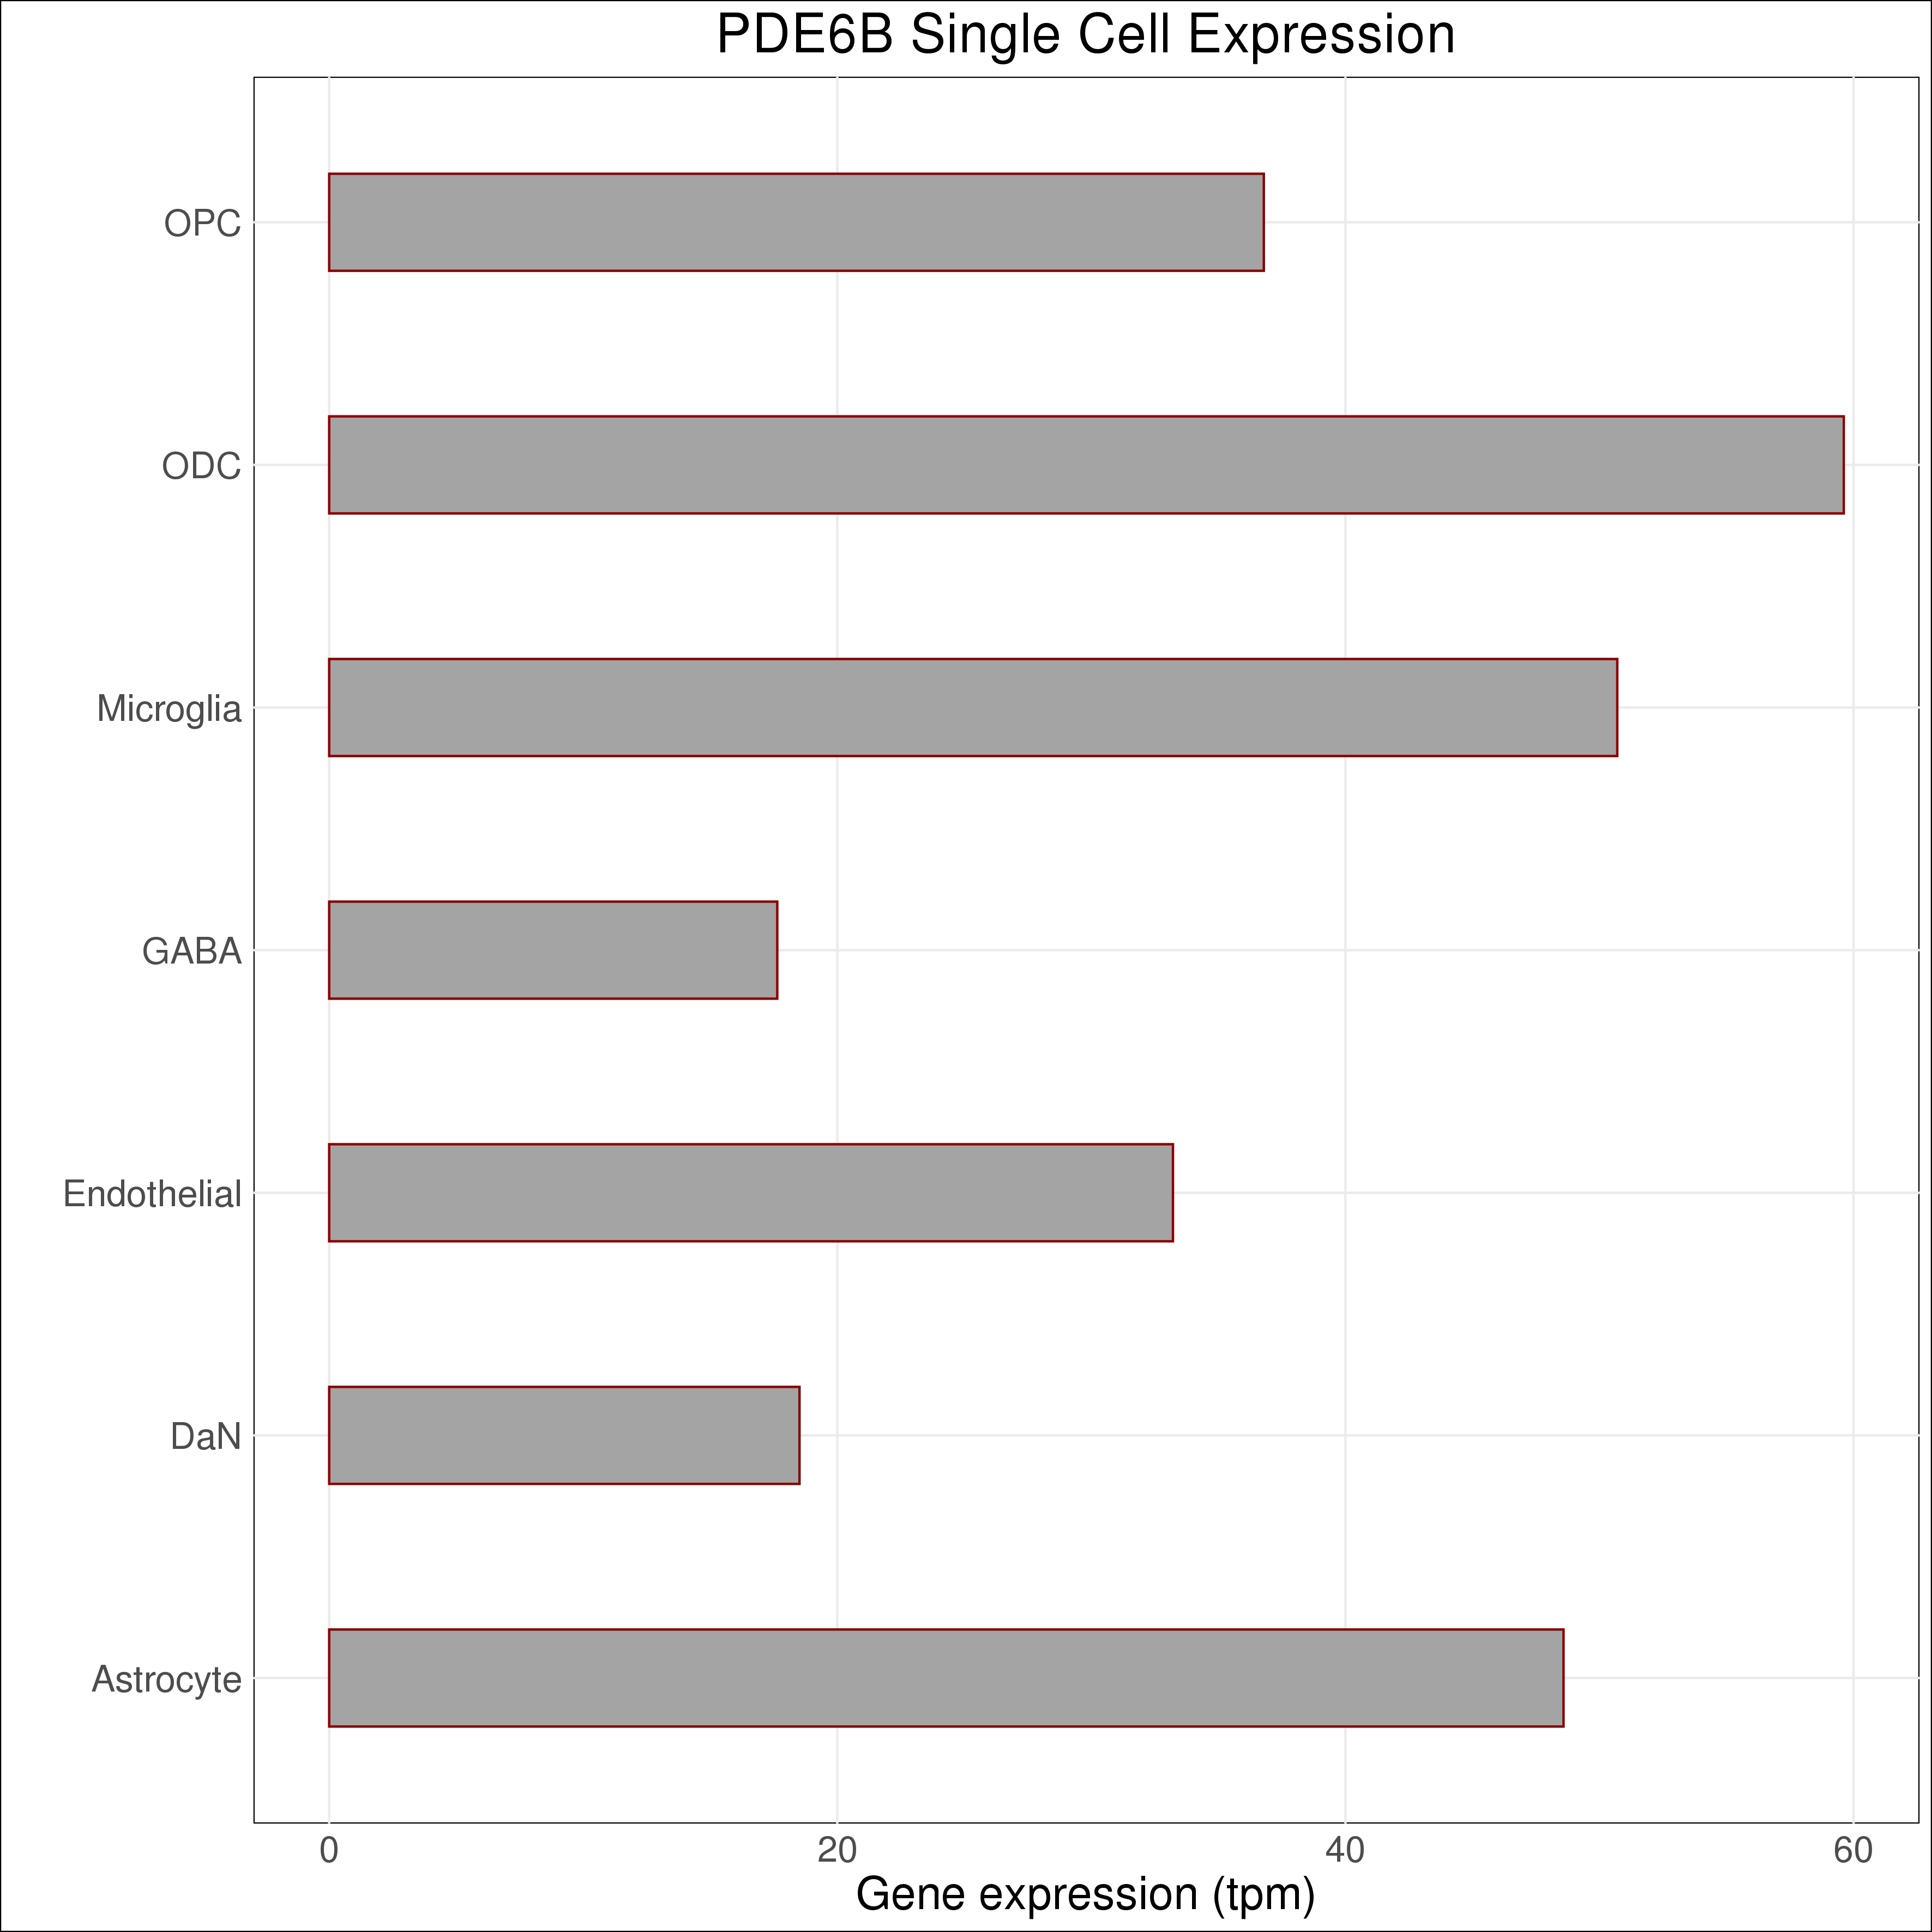 PDE6B Single Cell Expression
OPC
ODC
Microglia
GABA
Endothelial
DaN
Astrocyte
0 20 40 60
Gene expression (tpm)